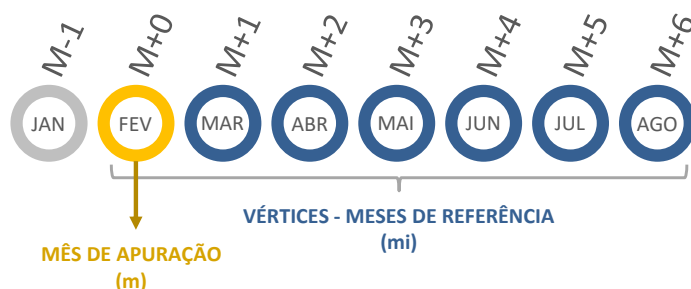 M-1 M+0 M+1 M+2 M+3 M+4 M+5 M+6
JAN FEV MAR ABR MAI JUN JUL AGO
VÉRTICES - MESES DE REFERÊNCIA
(mi)
MÊS DE APURAÇÃO
(m)